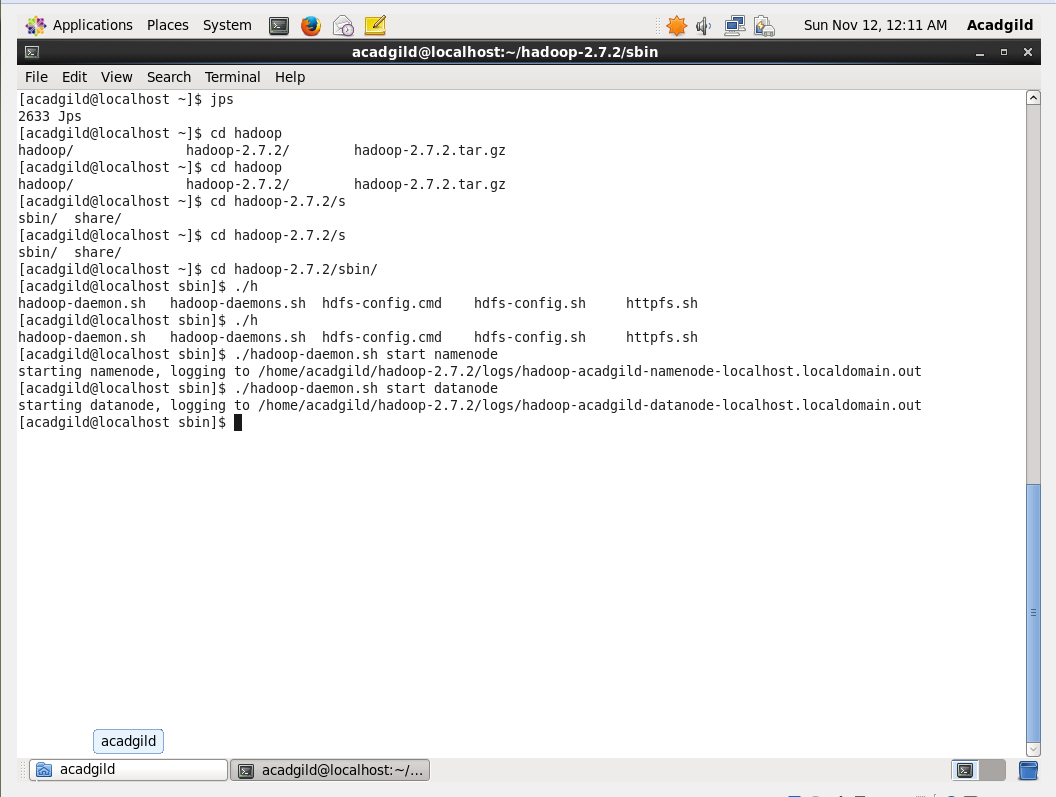 Applications Places System Sun Nov 12, 12:11 AM Acadgild
acadgild@localhost:~/hadoop-2.7.2/sbin
File Edit View Search Terminal Help
[acadgild@localhost ~]$ jps
2633 Jps
[acadgild@localhost ~]$ cd hadoop
hadoop/ hadoop-2.7.2/ hadoop-2.7.2.tar.gz
[acadgild@localhost ~]$ cd hadoop
hadoop/ hadoop-2.7.2/ hadoop-2.7.2.tar.gz
[acadgild@localhost ~]$ cd hadoop-2.7.2/s
sbin/ share/
[acadgild@localhost ~]$ cd hadoop-2.7.2/s
sbin/ share/
[acadgild@localhost ~]$ cd hadoop-2.7.2/sbin/
[acadgild@localhost sbin]$ ./h
hadoop-daemon.sh hadoop-daemons.sh hdfs-config.cmd hdfs-config.sh httpfs.sh
[acadgild@localhost sbin]$ ./h
hadoop-daemon.sh hadoop-daemons.sh hdfs-config.cmd hdfs-config.sh httpfs.sh
[acadgild@localhost sbin]$ ./hadoop-daemon.sh start namenode
starting namenode, logging to /home/acadgild/hadoop-2.7.2/logs/hadoop-acadgild-namenode-localhost.localdomain.out
[acadgild@localhost sbin]$ ./hadoop-daemon.sh start datanode
starting datanode, logging to /home/acadgild/hadoop-2.7.2/logs/hadoop-acadgild-datanode-localhost.localdomain.out
[acadgild@localhost sbin]$
acadgild
acadgild acadgild@localhost:~/...